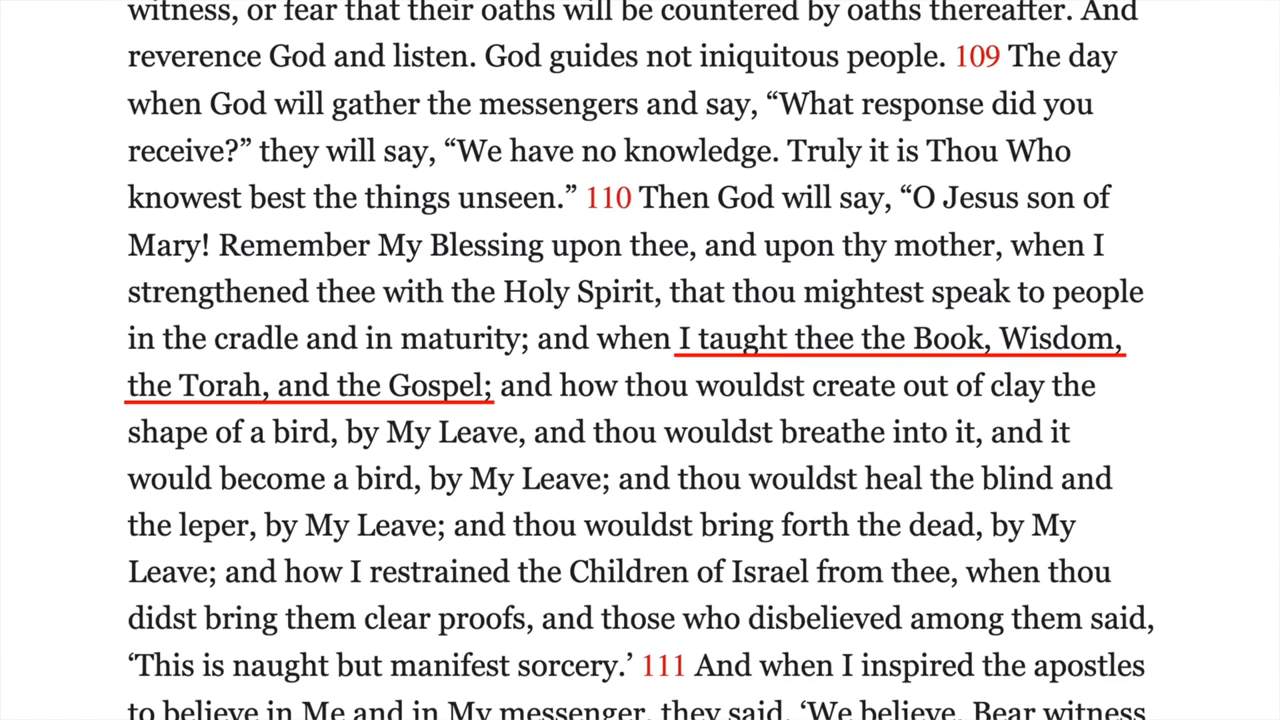 witness, or fear that their oaths will be countered by oaths thereafter. And
reverence God and listen. God guides not iniquitous people. 109 The day
when God will gather the messengers and say, “What response did you
receive?” they will say, “We have no knowledge. Truly it is Thou Who
knowest best the things unseen.” 110 Then God will say, “O Jesus son of
Mary! Remember My Blessing upon thee, and upon thy mother, when I
strengthened thee with the Holy Spirit, that thou mightest speak to people
in the cradle and in maturity; and when I taught thee the Book, Wisdom,
the Torah, and the Gospel; and how thou wouldst create out of clay the
shape of a bird, by My Leave, and thou wouldst breathe into it, and it
would become a bird, by My Leave; and thou wouldst heal the blind and
the leper, by My Leave; and thou wouldst bring forth the dead, by My
Leave; and how I restrained the Children of Israel from thee, when thou
didst bring them clear proofs, and those who disbelieved among them said,
‘This is naught but manifest sorcery.’ 111 And when I inspired the apostles
to believe in Me and in My messenger, they said, ‘We believe. Bear witness